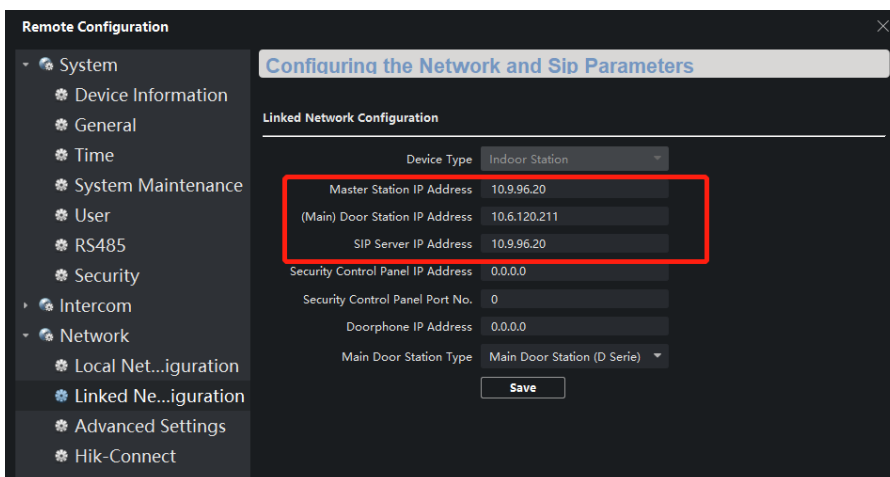 Remote Configuration
System
Device Information
General
Time
System Maintenance
User
RS485
Security
Intercom
Network
Local Net...iguration
Linked Ne...iguration
Advanced Settings
Hik-Connect
Configuring the Network and Sip Parameters
Linked Network Configuration
Device Type Indoor Station
Master Station IP Address 10.9.96.20
(Main) Door Station IP Address 10.6.120.211
SIP Server IP Address 10.9.96.20
Security Control Panel IP Address 0.0.0.0
Security Control Panel Port No. 0
Doorphone IP Address 0.0.0.0
Main Door Station Type Main Door Station (D Serie)
Save